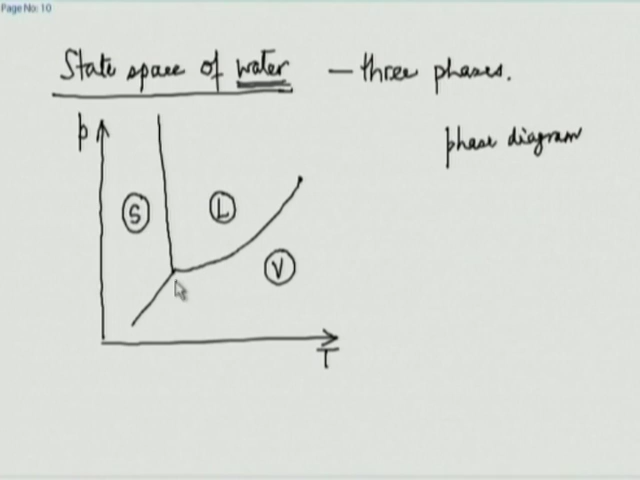 Page No: 10
State space of water — three phases.
phase diagram
p
S
L
V
T